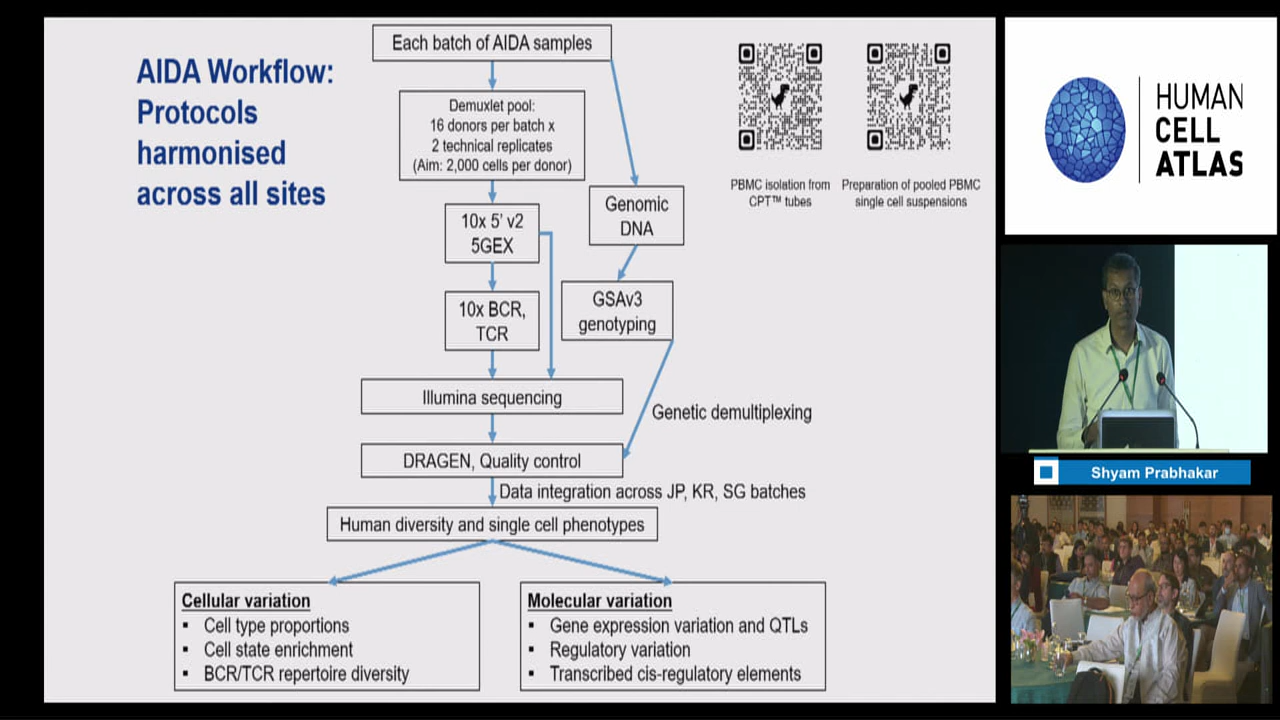 AIDA Workflow:
Protocols
harmonised
across all sites
Each batch of AIDA samples
Demuxlet pool:
16 donors per batch x
2 technical replicates
(Aim: 2,000 cells per donor)
10x 5' v2
5GEX
10x BCR,
TCR
Genomic
DNA
GSAv3
genotyping
Illumina sequencing
Genetic demultiplexing
DRAGEN, Quality control
Data integration across JP, KR, SG batches
Human diversity and single cell phenotypes
Cellular variation
▪ Cell type proportions
▪ Cell state enrichment
▪ BCR/TCR repertoire diversity
Molecular variation
▪ Gene expression variation and QTLs
▪ Regulatory variation
▪ Transcribed cis-regulatory elements
PBMC isolation from
CPT™ tubes
Preparation of pooled PBMC
single cell suspensions
HUMAN
CELL
ATLAS
Shyam Prabhakar